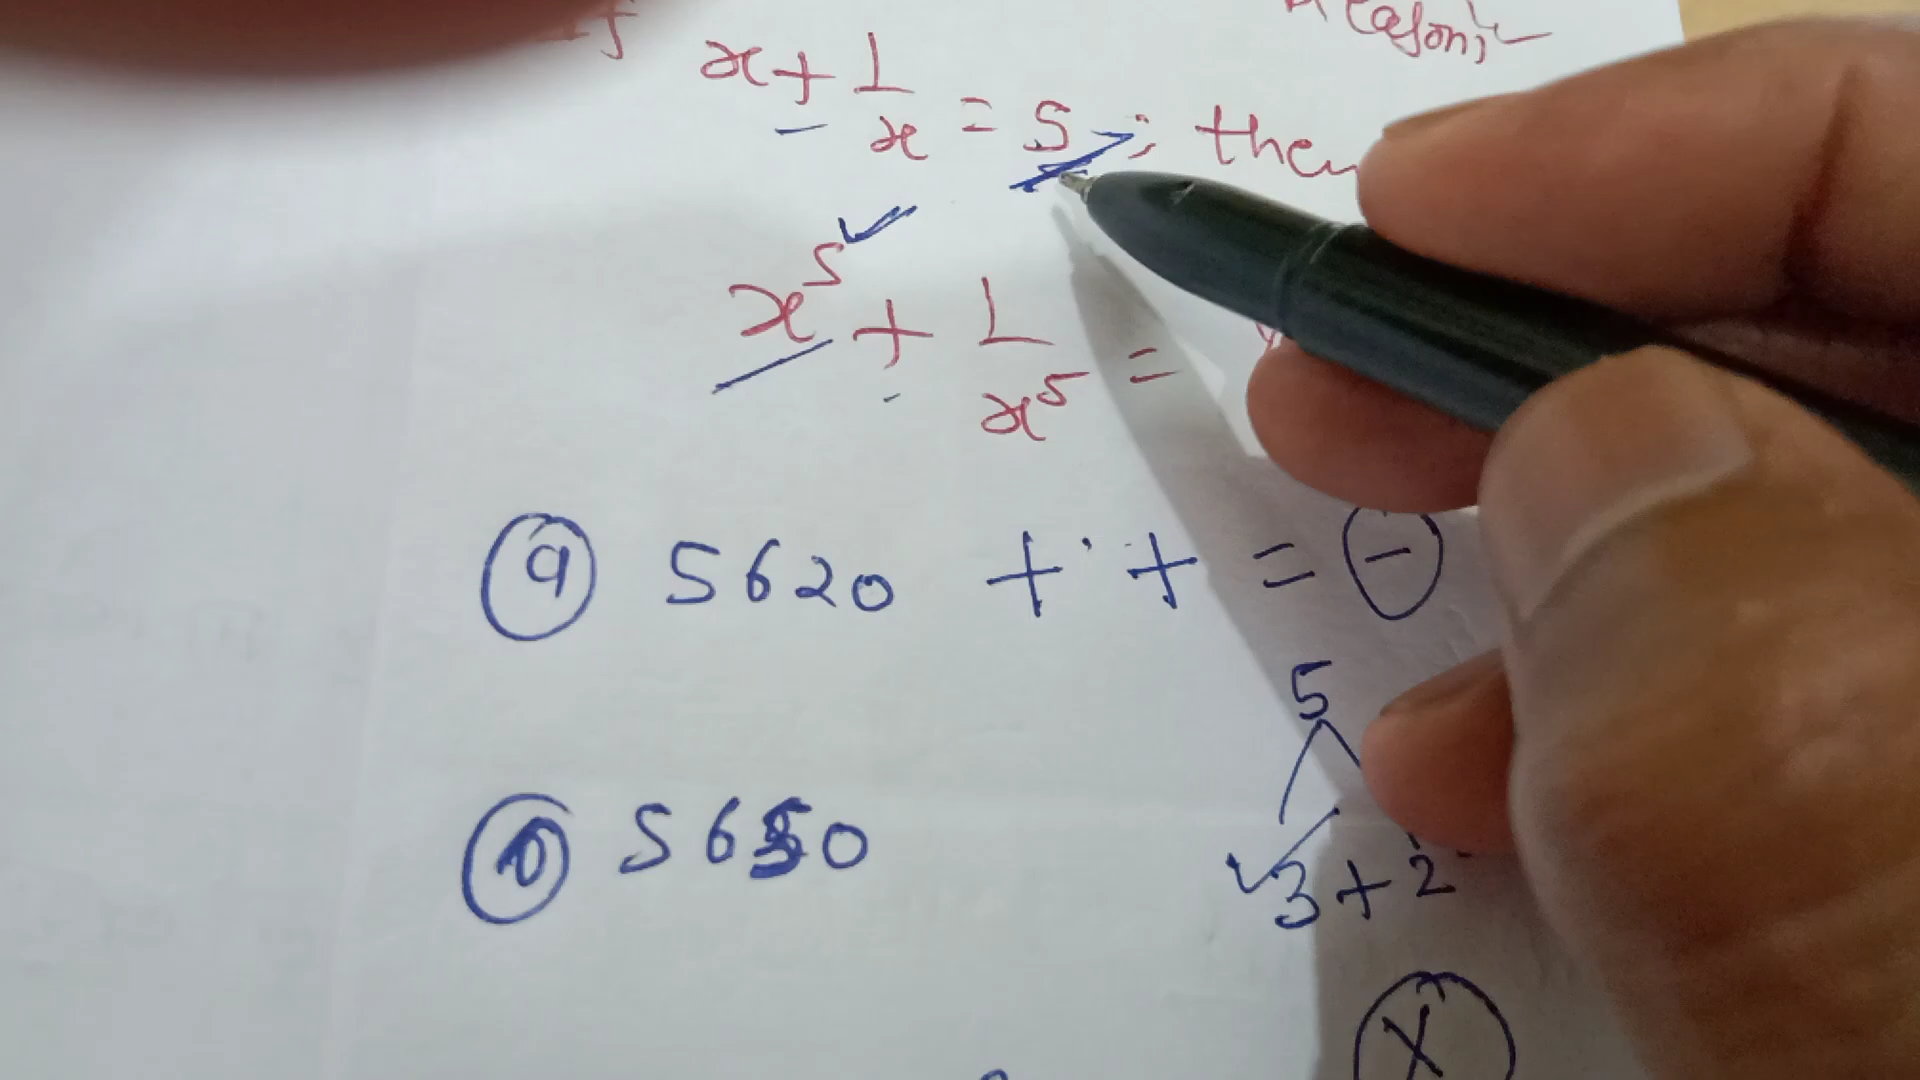 x + 1/x = 5 ; then
x⁵ + 1/x⁵ =
(a) 5620 + + = (-)
5
(b) 5650
3+2
x